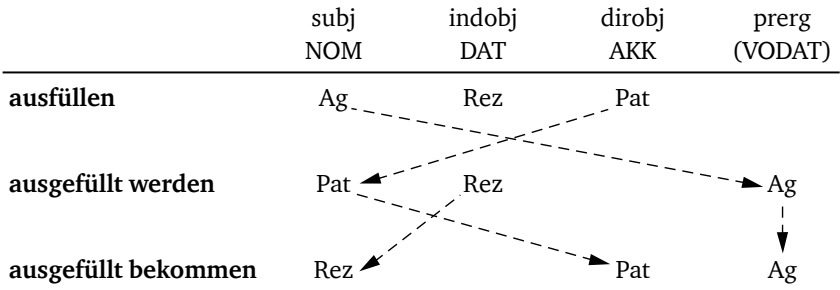 subj indobj dirobj prerg
NOM DAT AKK (VODAT)
ausfüllen Ag Rez Pat
ausgefüllt werden Pat Rez Ag
ausgefüllt bekommen Rez Pat Ag